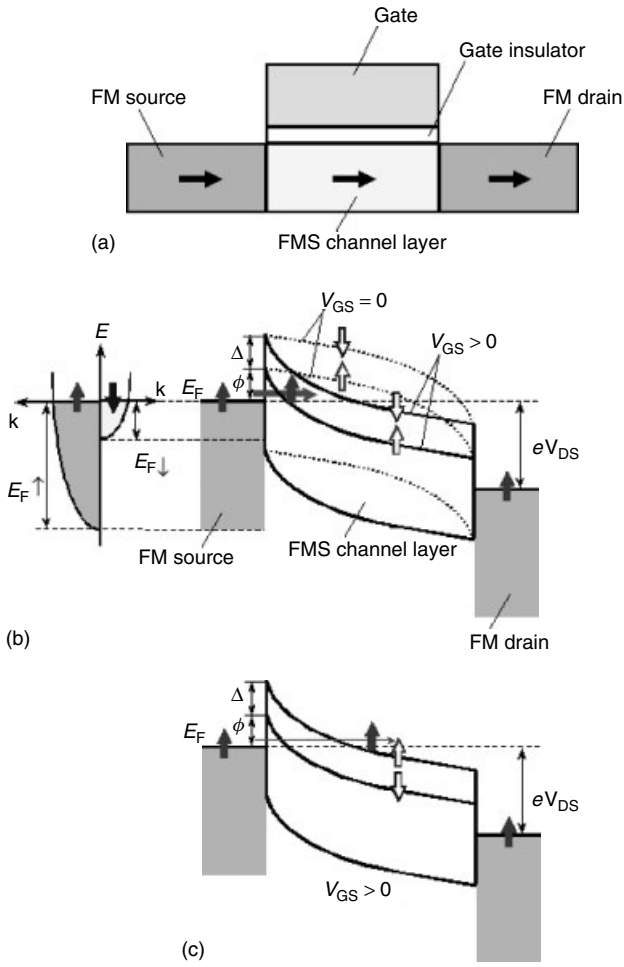 Gate
Gate insulator
FM source
FM drain
FMS channel layer
(a)
V_GS = 0
E
V_GS > 0
Δ
k
k
E_F
ϕ
E_F ↑
E_F ↓
eV_DS
FM source
FMS channel layer
FM drain
(b)
Δ
E_F
ϕ
eV_DS
V_GS > 0
(c)